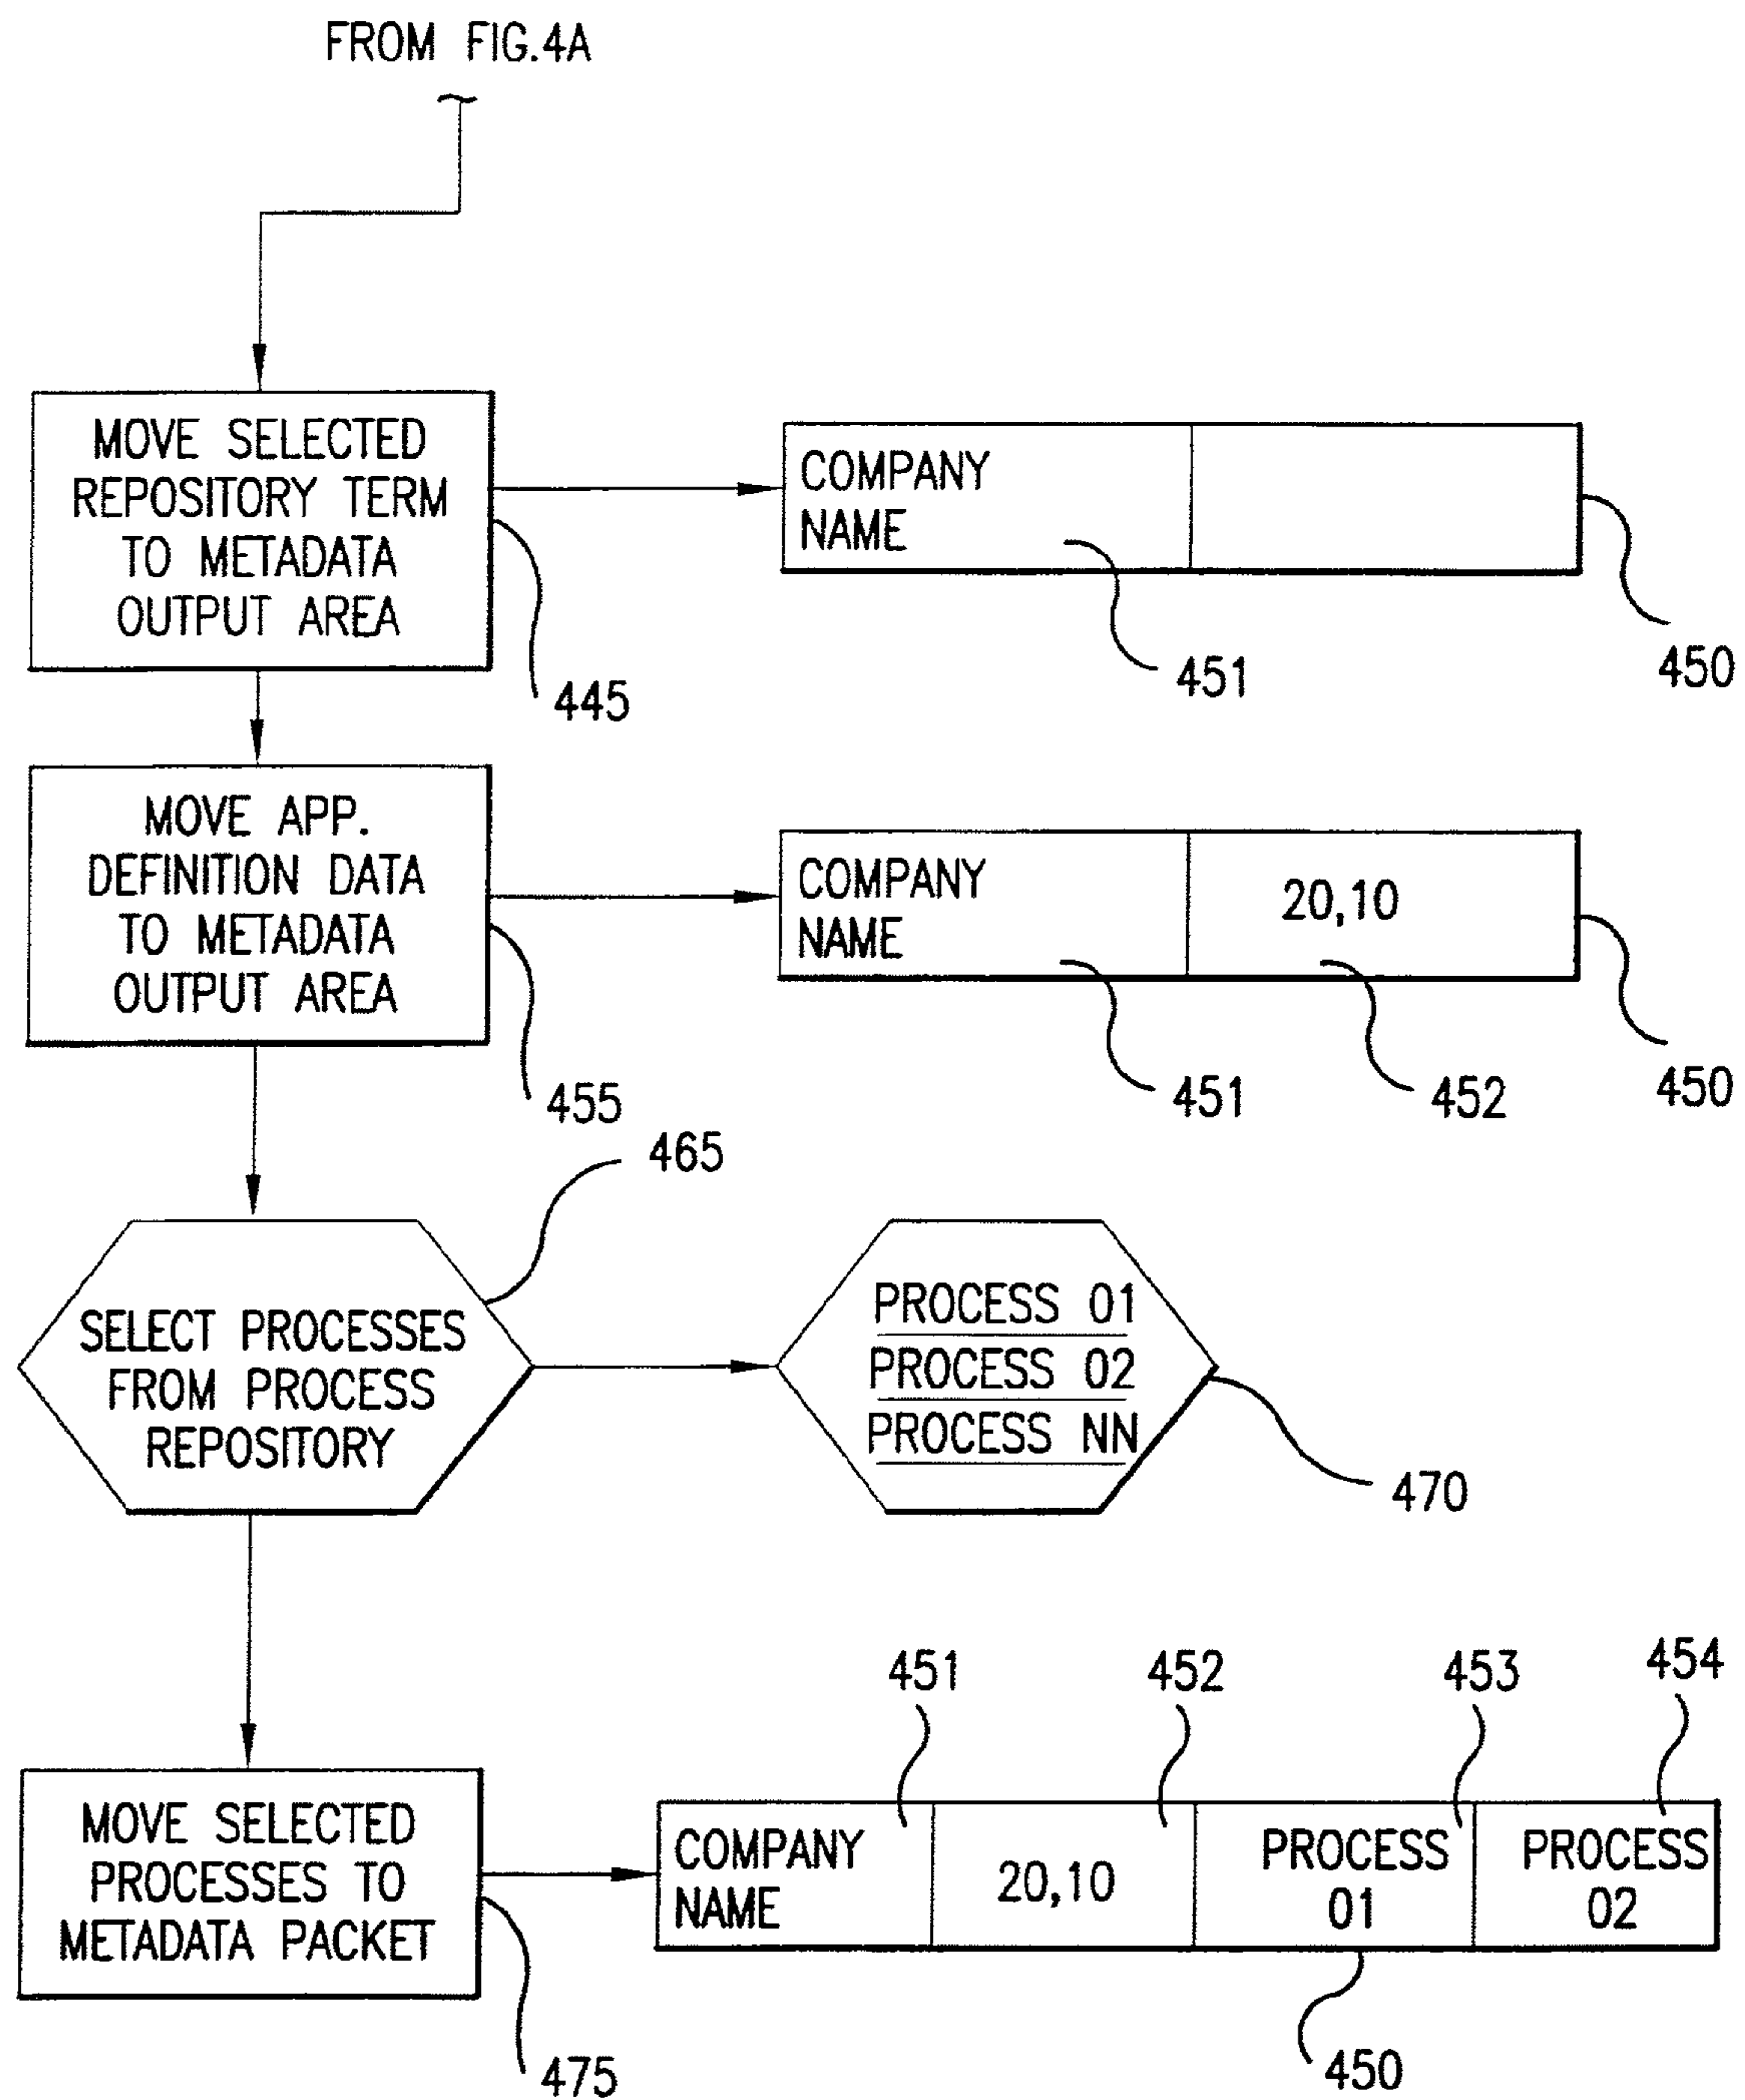 FROM FIG.4A
MOVE SELECTED
REPOSITORY TERM
TO METADATA
OUTPUT AREA
445
COMPANY
NAME
451
450
MOVE APP.
DEFINITION DATA
TO METADATA
OUTPUT AREA
455
COMPANY
NAME
20,10
451
452
450
465
SELECT PROCESSES
FROM PROCESS
REPOSITORY
PROCESS 01
PROCESS 02
PROCESS NN
470
MOVE SELECTED
PROCESSES TO
METADATA PACKET
475
451
452
453
454
COMPANY
NAME
20,10
PROCESS
01
PROCESS
02
450